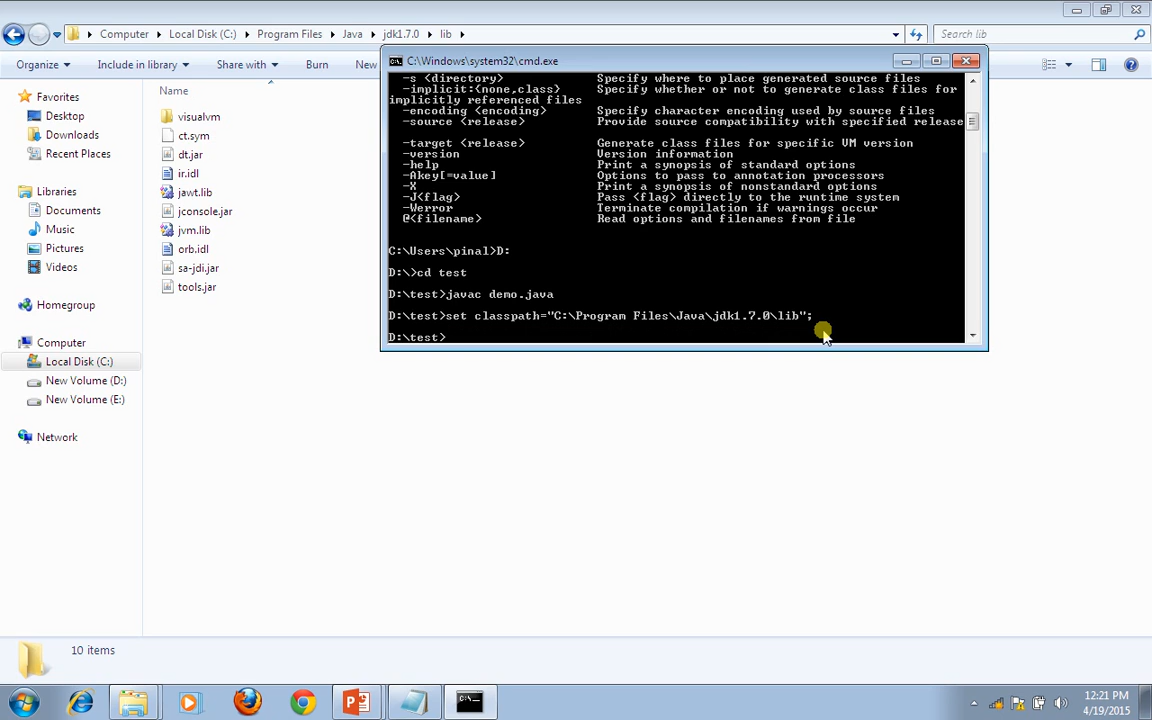 Computer ▸ Local Disk (C:) ▸ Program Files ▸ Java ▸ jdk1.7.0 ▸ lib ▸
Search lib
Organize
Include in library
Share with
Burn
New
Favorites
Desktop
Downloads
Recent Places
Libraries
Documents
Music
Pictures
Videos
Homegroup
Computer
Local Disk (C:)
New Volume (D:)
New Volume (E:)
Network
Name
visualvm
ct.sym
dt.jar
ir.idl
jawt.lib
jconsole.jar
jvm.lib
orb.idl
sa-jdi.jar
tools.jar
C:\Windows\system32\cmd.exe
-s <directory> Specify where to place generated source files
-implicit:{none,class} Specify whether or not to generate class files for
implicitly referenced files
-encoding <encoding> Specify character encoding used by source files
-source <release> Provide source compatibility with specified release
-target <release> Generate class files for specific VM version
-version Version information
-help Print a synopsis of standard options
-Akey[=value] Options to pass to annotation processors
-X Print a synopsis of nonstandard options
-J<flag> Pass <flag> directly to the runtime system
-Werror Terminate compilation if warnings occur
@<filename> Read options and filenames from file
C:\Users\pinal>D:
D:\>cd test
D:\test>javac demo.java
D:\test>set classpath="C:\Program Files\Java\jdk1.7.0\lib";
D:\test>
10 items
12:21 PM
4/19/2015